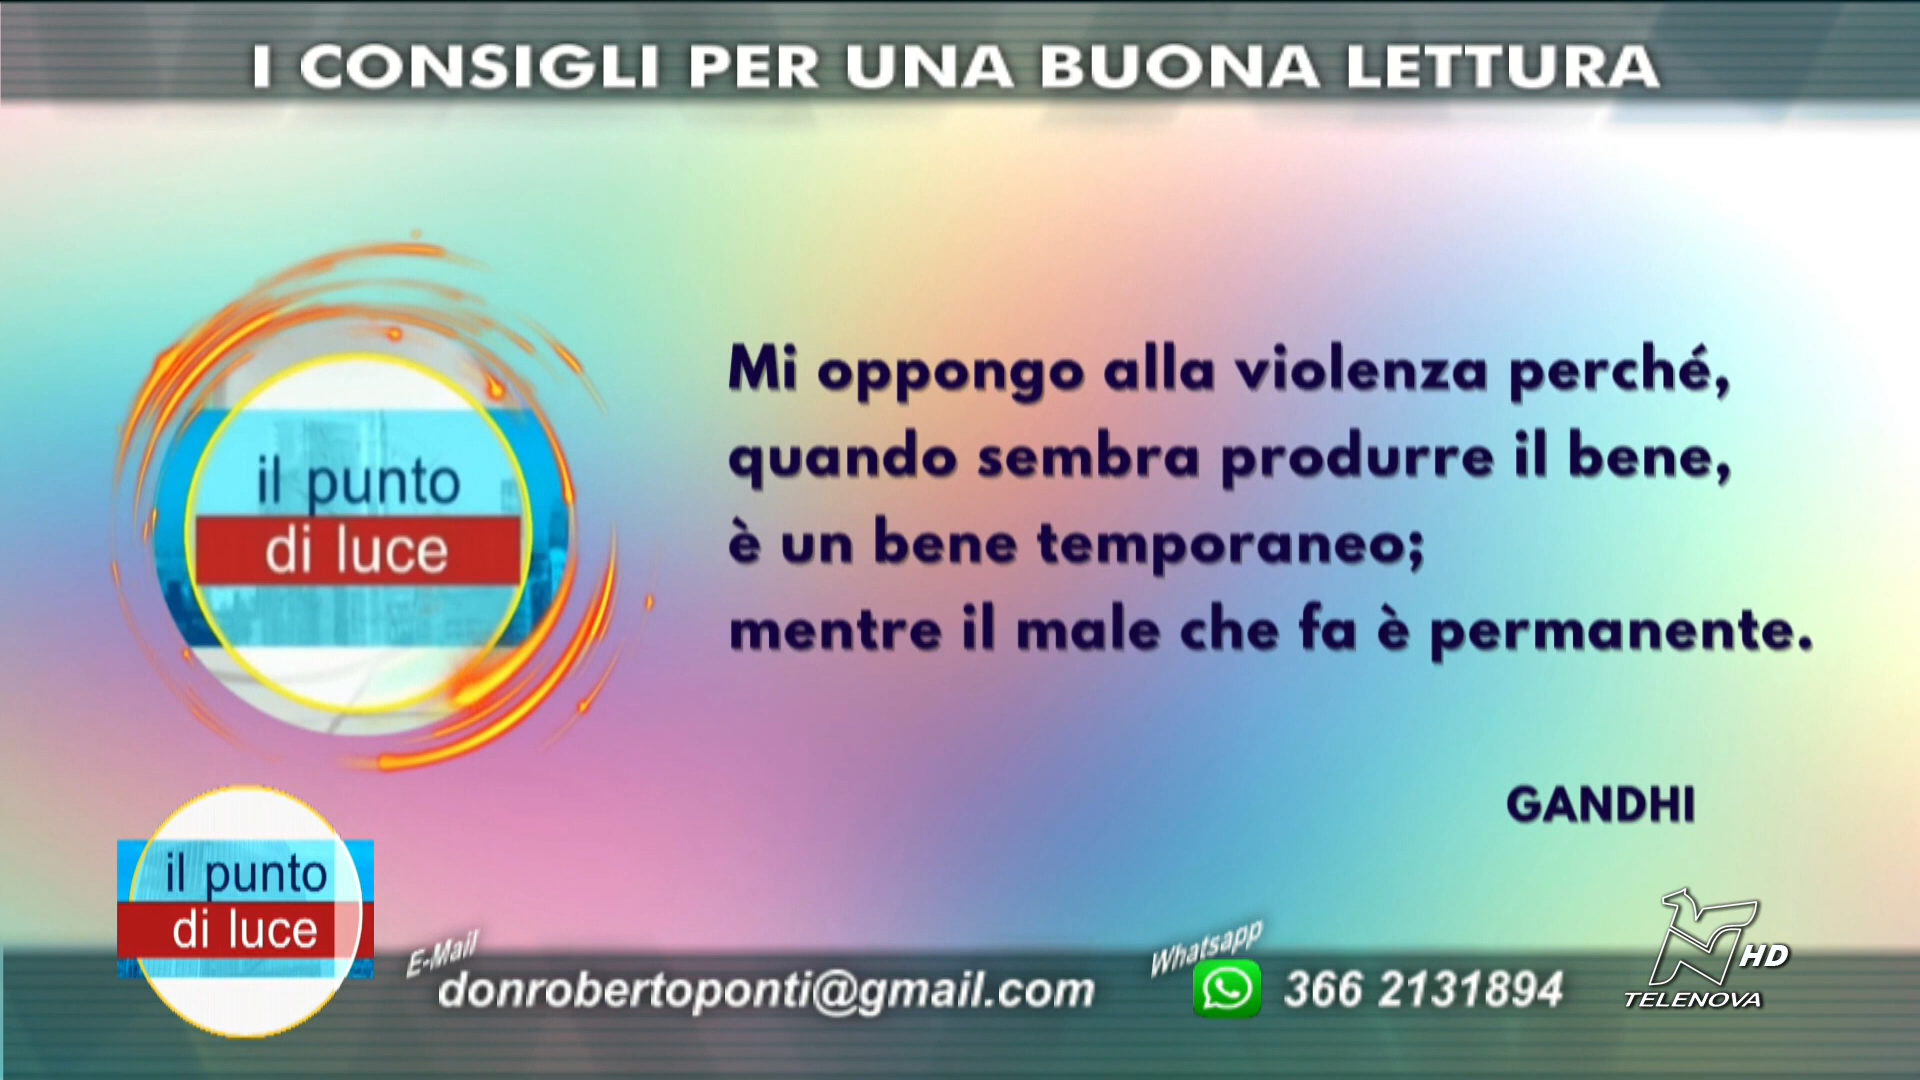 I CONSIGLI PER UNA BUONA LETTURA
il punto
di luce
Mi oppongo alla violenza perché,
quando sembra produrre il bene,
è un bene temporaneo;
mentre il male che fa è permanente.
GANDHI
il punto
di luce
E-Mail
donrobertoponti@gmail.com
Whatsapp
366 2131894
HD
TELENOVA